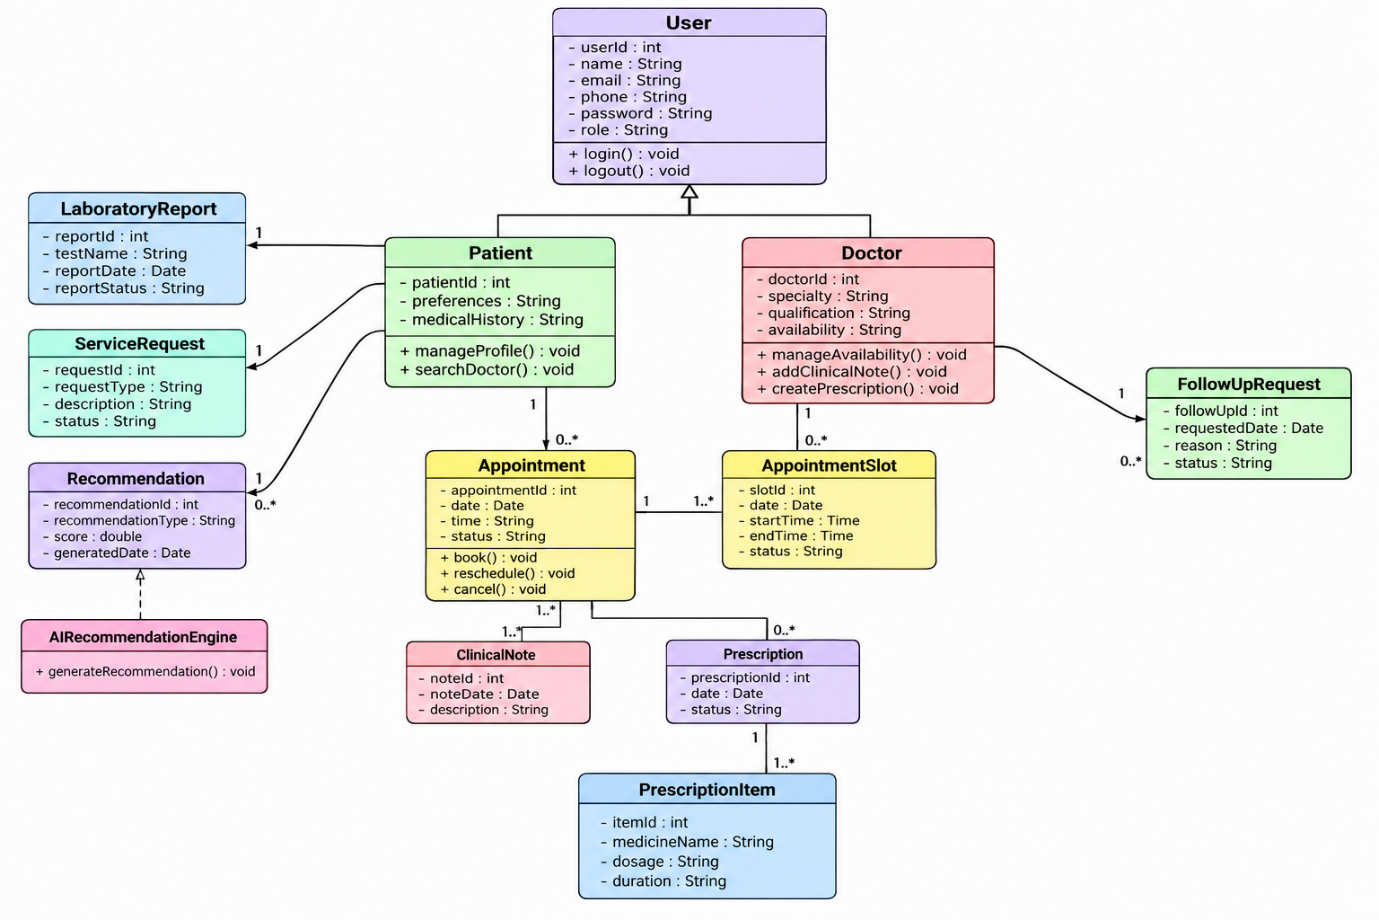 User
- userId : int
- name : String
- email : String
- phone : String
- password : String
- role : String
+ login() : void
+ logout() : void
LaboratoryReport
- reportId : int
- testName : String
- reportDate : Date
- reportStatus : String
1
Patient
- patientId : int
- preferences : String
- medicalHistory : String
+ manageProfile() : void
+ searchDoctor() : void
Doctor
- doctorId : int
- specialty : String
- qualification : String
- availability : String
+ manageAvailability() : void
+ addClinicalNote() : void
+ createPrescription() : void
ServiceRequest
- requestId : int
- requestType : String
- description : String
- status : String
1
1
0..*
1
0..*
1
0..*
FollowUpRequest
- followUpId : int
- requestedDate : Date
- reason : String
- status : String
Recommendation
- recommendationId : int
- recommendationType : String
- score : double
- generatedDate : Date
1
0..*
Appointment
- appointmentId : int
- date : Date
- time : String
- status : String
+ book() : void
+ reschedule() : void
+ cancel() : void
1
1..*
AppointmentSlot
- slotId : int
- date : Date
- startTime : Time
- endTime : Time
- status : String
AIRecommendationEngine
+ generateRecommendation() : void
1..*
1..*
0..*
ClinicalNote
- noteId : int
- noteDate : Date
- description : String
Prescription
- prescriptionId : int
- date : Date
- status : String
1
1..*
PrescriptionItem
- itemId : int
- medicineName : String
- dosage : String
- duration : String